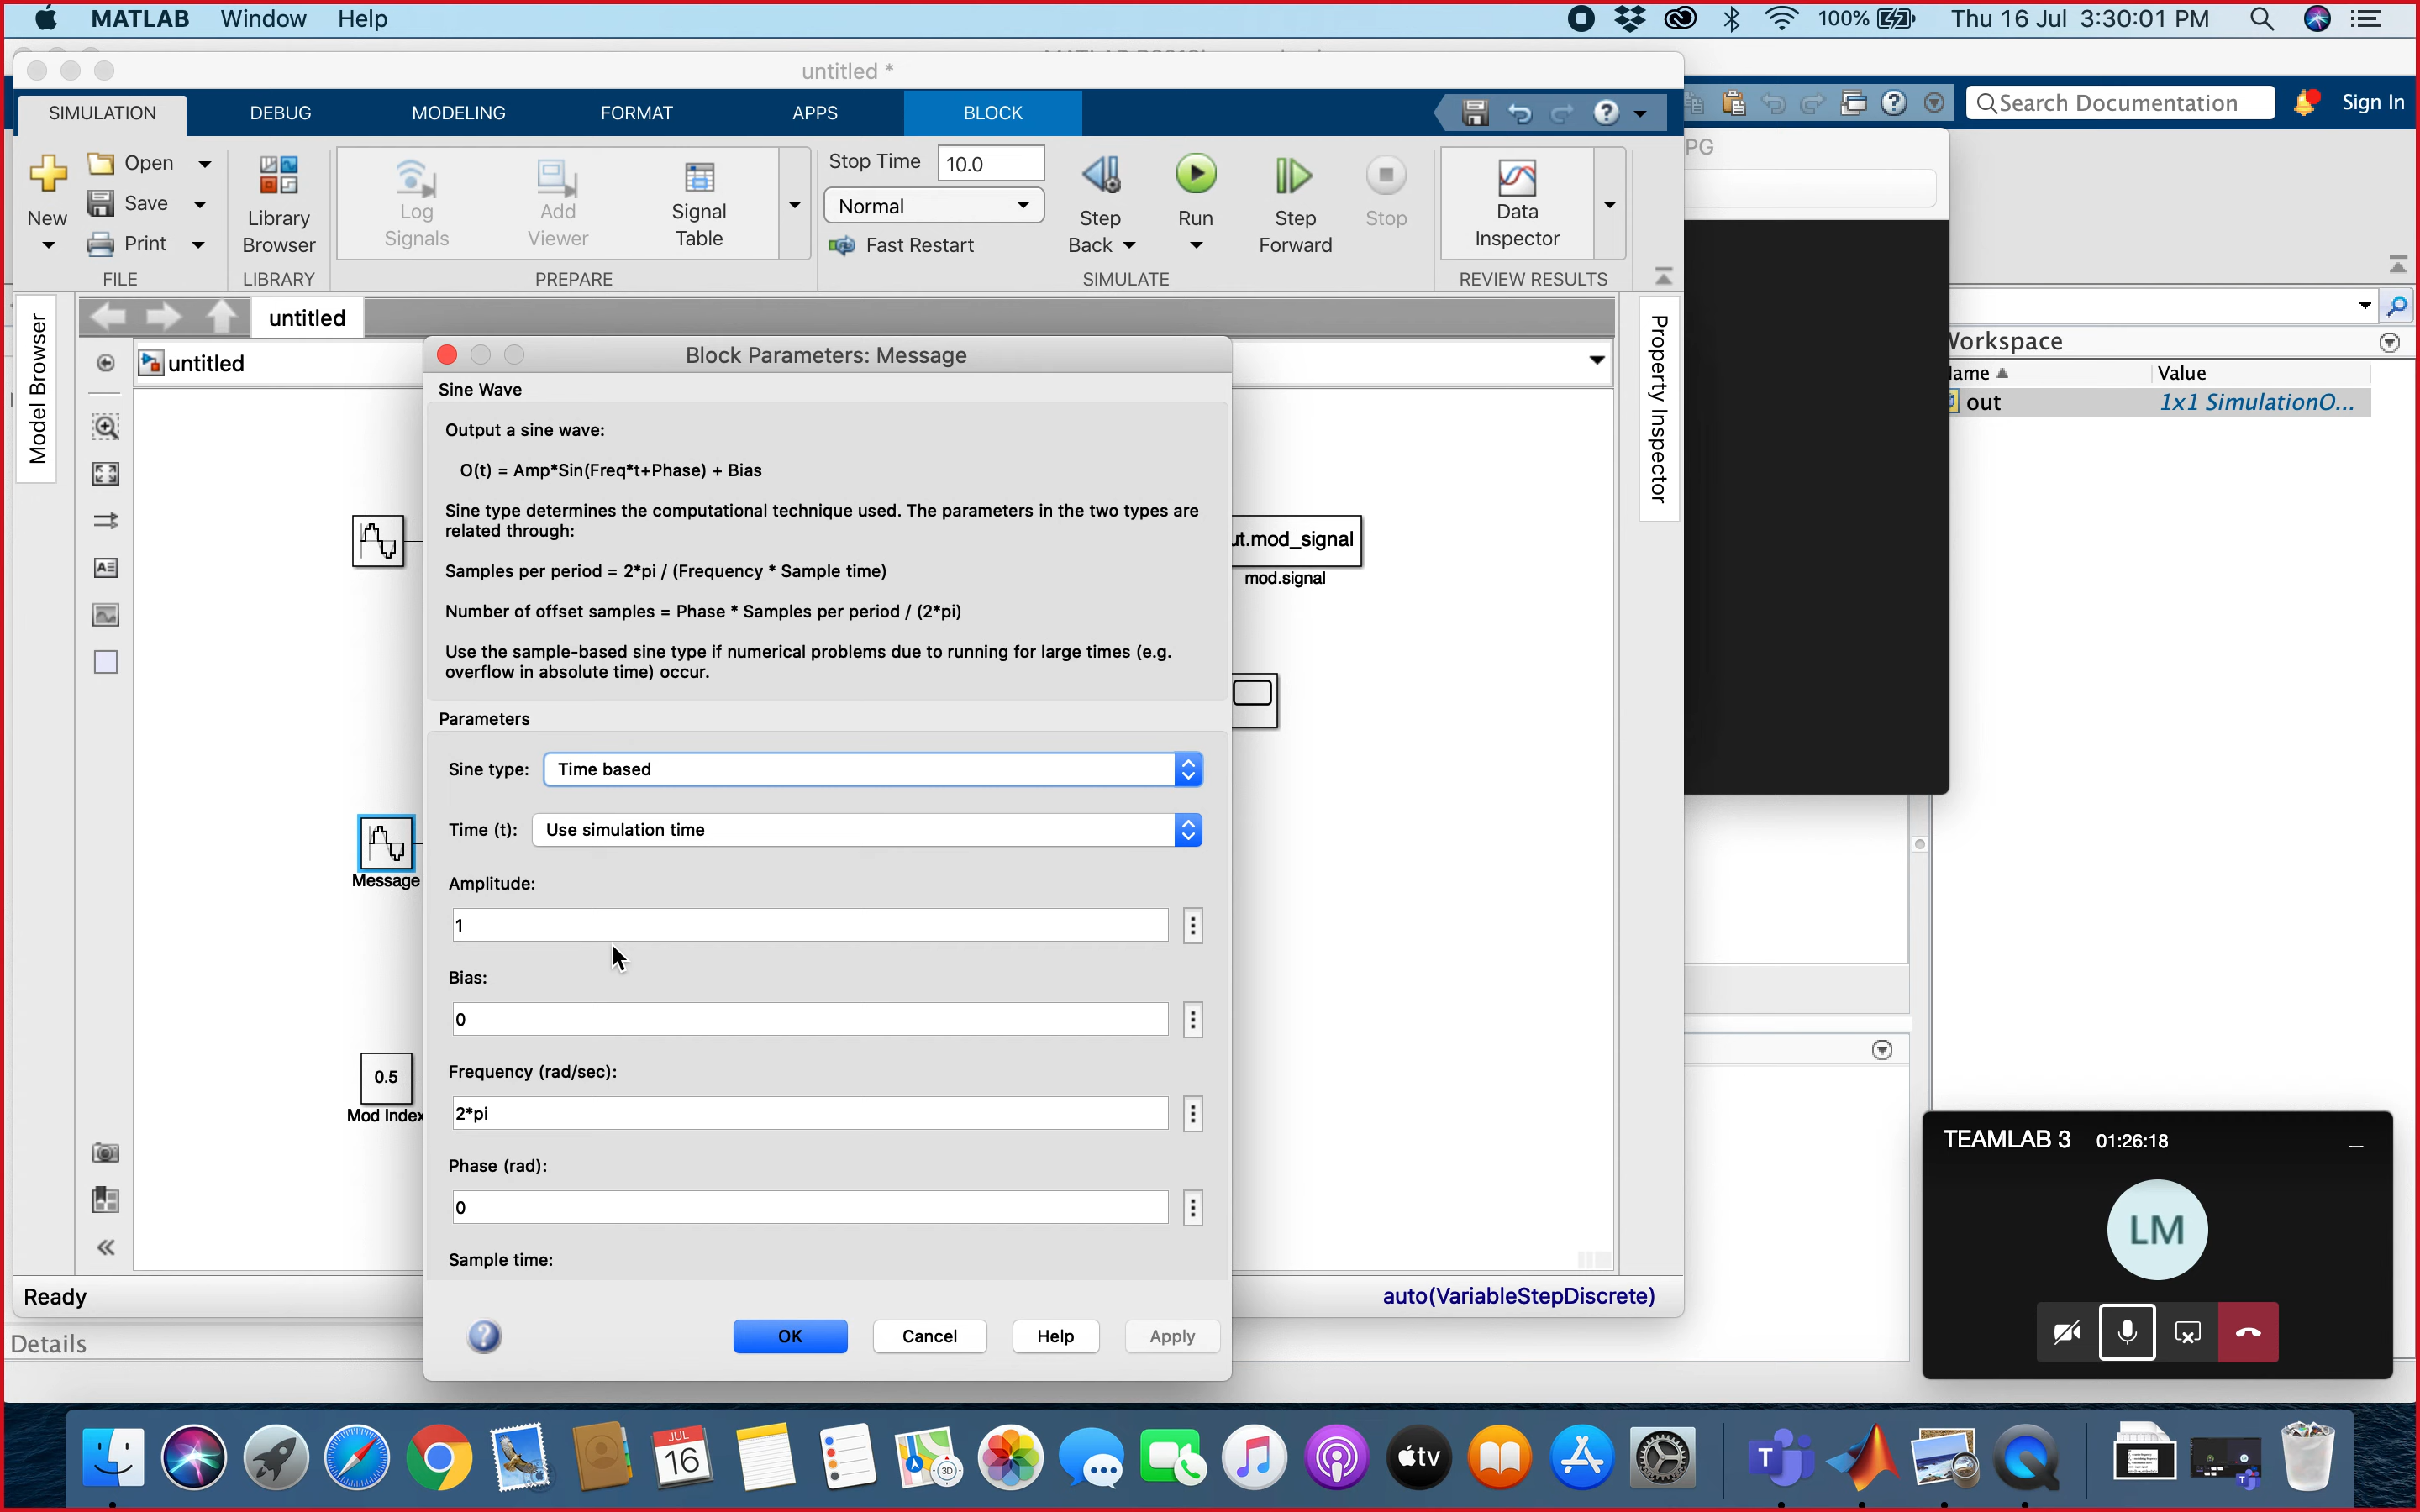 MATLAB Window Help 100% Thu 16 Jul 3:30:01 PM
untitled *
SIMULATION DEBUG MODELING FORMAT APPS BLOCK
Search Documentation Sign In
PG
New
Open
Save
Print
FILE
Library
Browser
LIBRARY
Log
Signals
Add
Viewer
Signal
Table
PREPARE
Stop Time 10.0
Normal
Fast Restart
Step
Back
Run
Step
Forward
Stop
SIMULATE
Data
Inspector
REVIEW RESULTS
Model Browser
untitled
untitled
Property Inspector
Workspace
Name Value
out 1x1 SimulationO...
Block Parameters: Message
Sine Wave
Output a sine wave:
O(t) = Amp*Sin(Freq*t+Phase) + Bias
Sine type determines the computational technique used. The parameters in the two types are
related through:
Samples per period = 2*pi / (Frequency * Sample time)
Number of offset samples = Phase * Samples per period / (2*pi)
Use the sample-based sine type if numerical problems due to running for large times (e.g.
overflow in absolute time) occur.
Parameters
Sine type: Time based
Time (t): Use simulation time
Amplitude:
1
Bias:
0
Frequency (rad/sec):
2*pi
Phase (rad):
0
Sample time:
OK Cancel Help Apply
ut.mod_signal
mod.signal
Message
0.5
Mod Index
Ready
auto(VariableStepDiscrete)
Details
TEAMLAB 3 01:26:18
LM
JUL
16
3D
tv
T